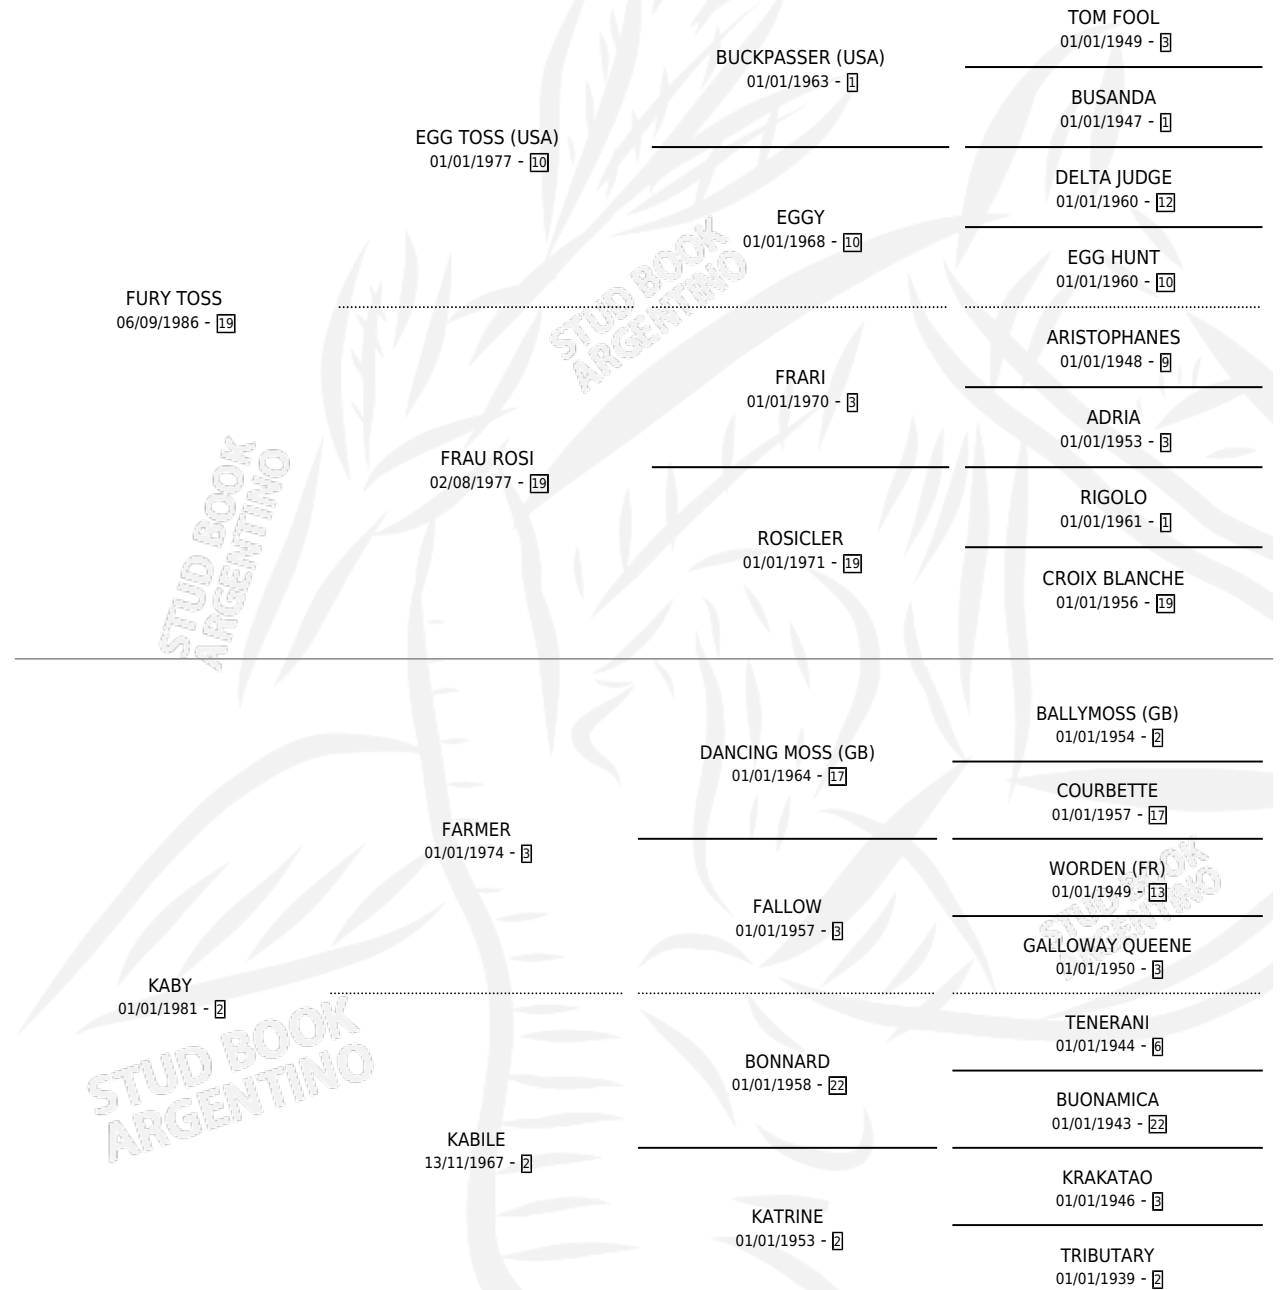 TOM FOOL
01/01/1949 - 3
BUCKPASSER (USA)
01/01/1963 - 1
BUSANDA
01/01/1947 - 1
EGG TOSS (USA)
01/01/1977 - 10
DELTA JUDGE
01/01/1960 - 12
EGGY
01/01/1968 - 10
EGG HUNT
01/01/1960 - 10
FURY TOSS
06/09/1986 - 19
ARISTOPHANES
01/01/1948 - 9
FRARI
01/01/1970 - 3
ADRIA
01/01/1953 - 3
FRAU ROSI
02/08/1977 - 19
RIGOLO
01/01/1961 - 1
ROSICLER
01/01/1971 - 19
CROIX BLANCHE
01/01/1956 - 19
BALLYMOSS (GB)
01/01/1954 - 2
DANCING MOSS (GB)
01/01/1964 - 17
COURBETTE
01/01/1957 - 17
FARMER
01/01/1974 - 3
WORDEN (FR)
01/01/1949 - 13
FALLOW
01/01/1957 - 3
GALLOWAY QUEENE
01/01/1950 - 3
KABY
01/01/1981 - 2
TENERANI
01/01/1944 - 6
BONNARD
01/01/1958 - 22
BUONAMICA
01/01/1943 - 22
KABILE
13/11/1967 - 2
KRAKATAO
01/01/1946 - 3
KATRINE
01/01/1953 - 2
TRIBUTARY
01/01/1939 - 2
STUD BOOK
ARGENTINO
STUD BOOK
ARGENTINO
STUD BOOK
ARGENTINO
STUD BOOK
ARGENTINO